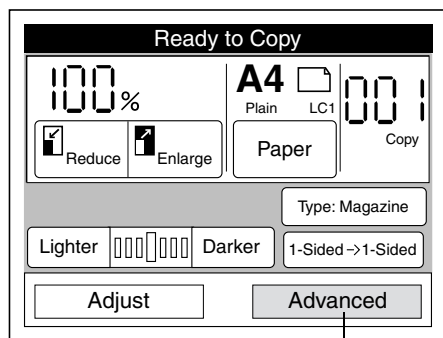 Ready to Copy
100%
A4
Plain LC1
001
Copy
Reduce Enlarge
Paper
Type: Magazine
Lighter Darker
1-Sided->1-Sided
Adjust Advanced